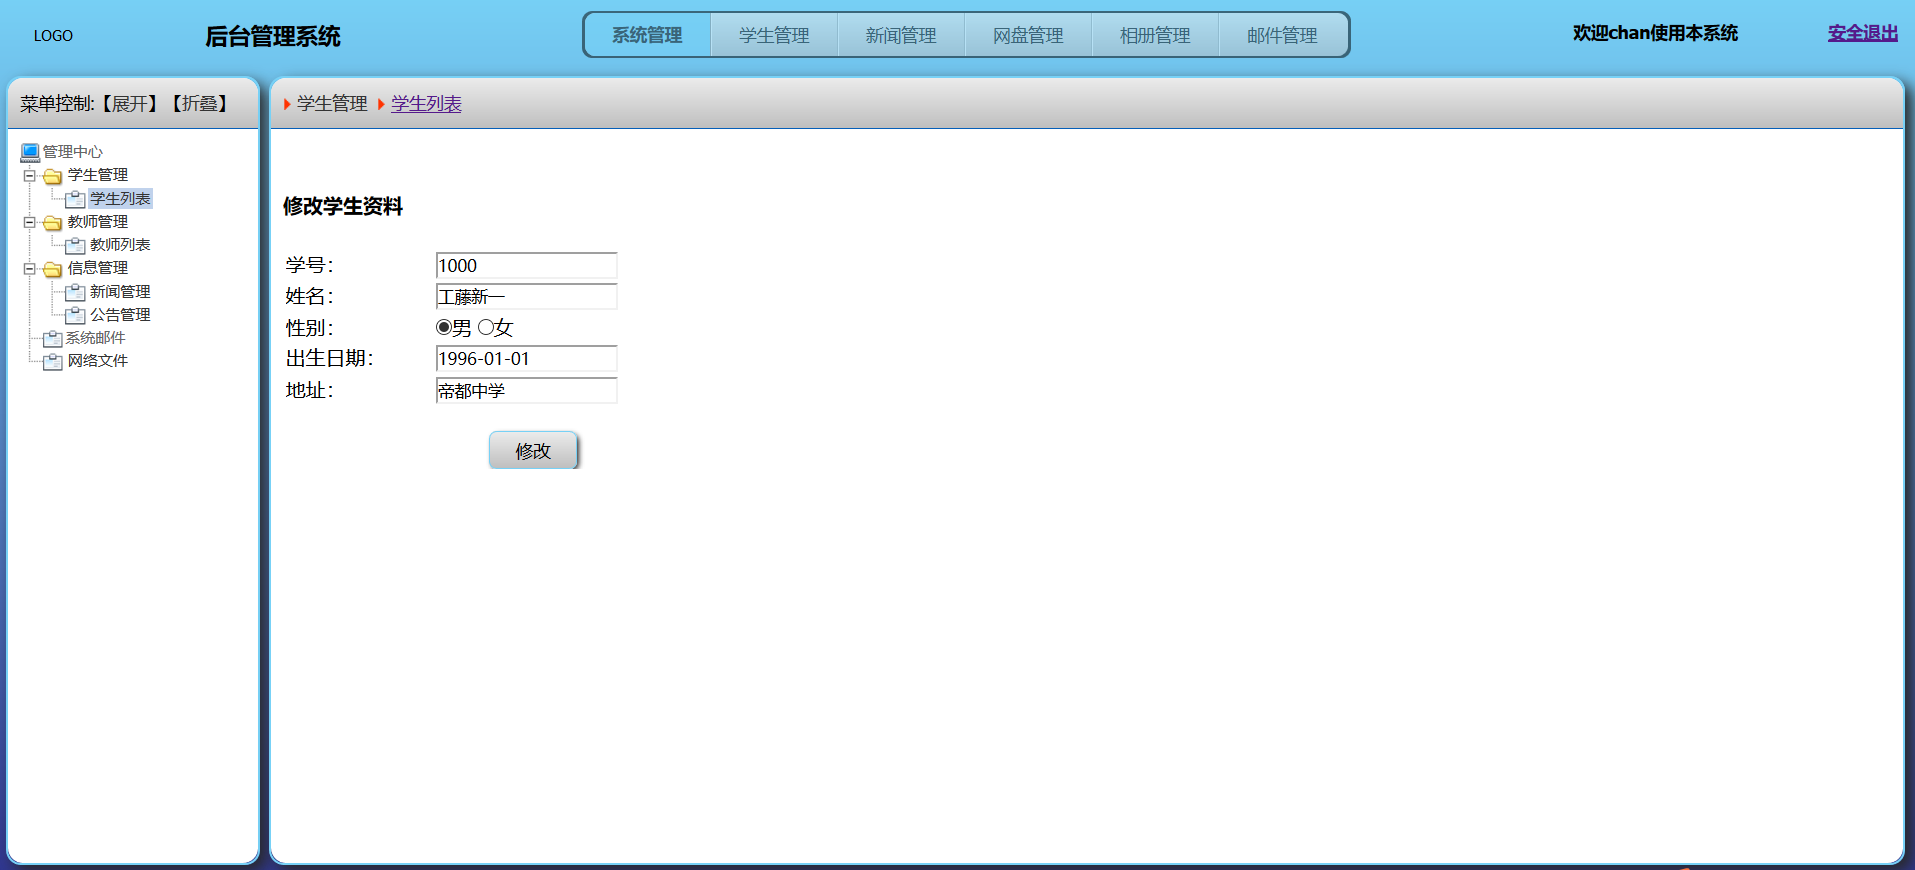 LOGO
后台管理系统
系统管理 学生管理 新闻管理 网盘管理 相册管理 邮件管理
欢迎chan使用本系统
安全退出
菜单控制:【展开】【折叠】
管理中心
学生管理
学生列表
教师管理
教师列表
信息管理
新闻管理
公告管理
系统邮件
网络文件
学生管理 学生列表
修改学生资料
学号： 1000
姓名： 工藤新一
性别： 男 女
出生日期： 1996-01-01
地址： 帝都中学
修改